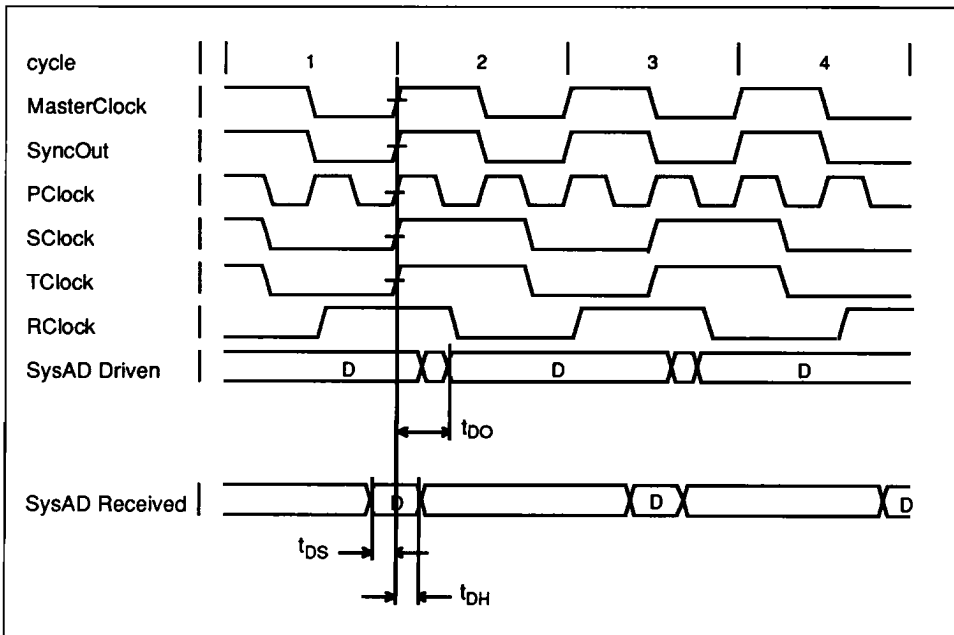 cycle 1 2 3 4
MasterClock
SyncOut
PClock
SClock
TClock
RClock
SysAD Driven D D D
tDO
SysAD Received D D D
tDS
tDH